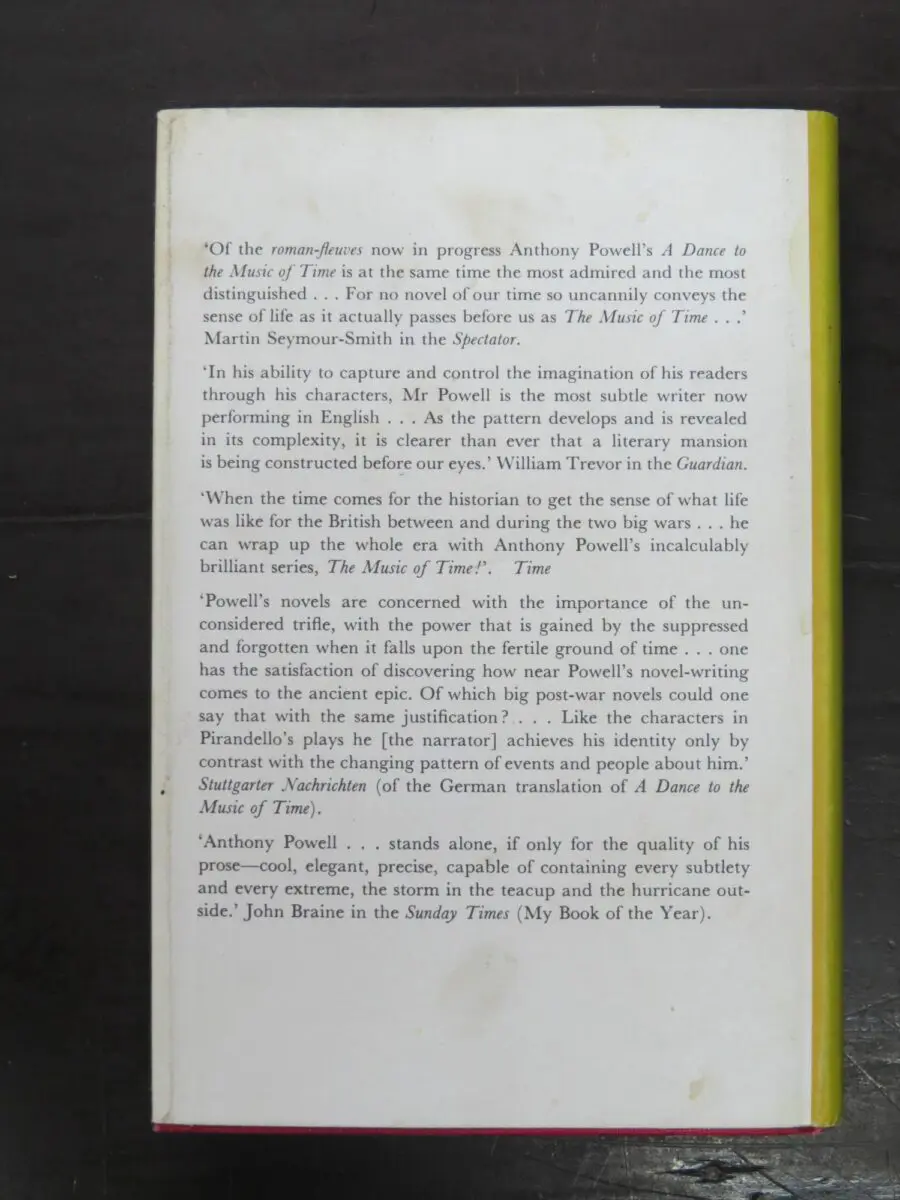 ‘Of the roman-fleuves now in progress Anthony Powell’s A Dance to
the Music of Time is at the same time the most admired and the most
distinguished . . . For no novel of our time so uncannily conveys the
sense of life as it actually passes before us as The Music of Time . . .’
Martin Seymour-Smith in the Spectator.
‘In his ability to capture and control the imagination of his readers
through his characters, Mr Powell is the most subtle writer now
performing in English . . . As the pattern develops and is revealed
in its complexity, it is clearer than ever that a literary mansion
is being constructed before our eyes.’ William Trevor in the Guardian.
‘When the time comes for the historian to get the sense of what life
was like for the British between and during the two big wars . . . he
can wrap up the whole era with Anthony Powell’s incalculably
brilliant series, The Music of Time!’. Time
‘Powell’s novels are concerned with the importance of the un-
considered trifle, with the power that is gained by the suppressed
and forgotten when it falls upon the fertile ground of time . . . one
has the satisfaction of discovering how near Powell’s novel-writing
comes to the ancient epic. Of which big post-war novels could one
say that with the same justification? . . . Like the characters in
Pirandello’s plays he [the narrator] achieves his identity only by
contrast with the changing pattern of events and people about him.’
Stuttgarter Nachrichten (of the German translation of A Dance to the
Music of Time).
‘Anthony Powell . . . stands alone, if only for the quality of his
prose—cool, elegant, precise, capable of containing every subtlety
and every extreme, the storm in the teacup and the hurricane out-
side.’ John Braine in the Sunday Times (My Book of the Year).